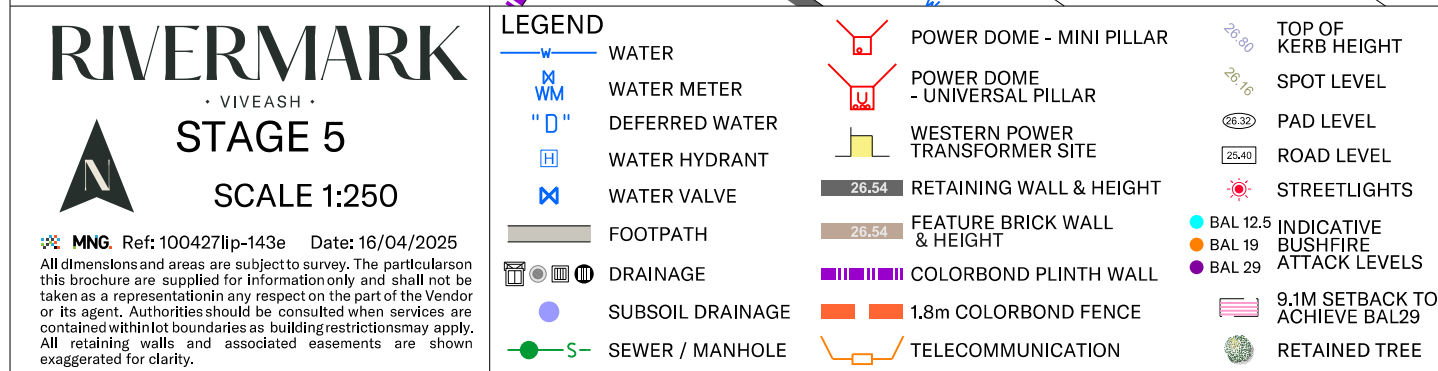 RIVERMARK
• VIVEASH •
STAGE 5
N
SCALE 1:250
MNG. Ref: 100427lip-143e Date: 16/04/2025
All dimensions and areas are subject to survey. The particulars on
this brochure are supplied for information only and shall not be
taken as a representation in any respect on the part of the Vendor
or its agent. Authorities should be consulted when services are
contained within lot boundaries as building restrictions may apply.
All retaining walls and associated easements are shown
exaggerated for clarity.
LEGEND
W WATER
WM WATER METER
"D" DEFERRED WATER
H WATER HYDRANT
WATER VALVE
FOOTPATH
DRAINAGE
SUBSOIL DRAINAGE
S SEWER / MANHOLE
POWER DOME - MINI PILLAR
POWER DOME
- UNIVERSAL PILLAR
U
WESTERN POWER
TRANSFORMER SITE
26.54 RETAINING WALL & HEIGHT
26.54 FEATURE BRICK WALL
& HEIGHT
COLORBOND PLINTH WALL
1.8m COLORBOND FENCE
TELECOMMUNICATION
26.80 TOP OF
KERB HEIGHT
26.16 SPOT LEVEL
26.32 PAD LEVEL
25.40 ROAD LEVEL
STREETLIGHTS
BAL 12.5
BAL 19
BAL 29
INDICATIVE
BUSHFIRE
ATTACK LEVELS
9.1M SETBACK TO
ACHIEVE BAL29
RETAINED TREE
W